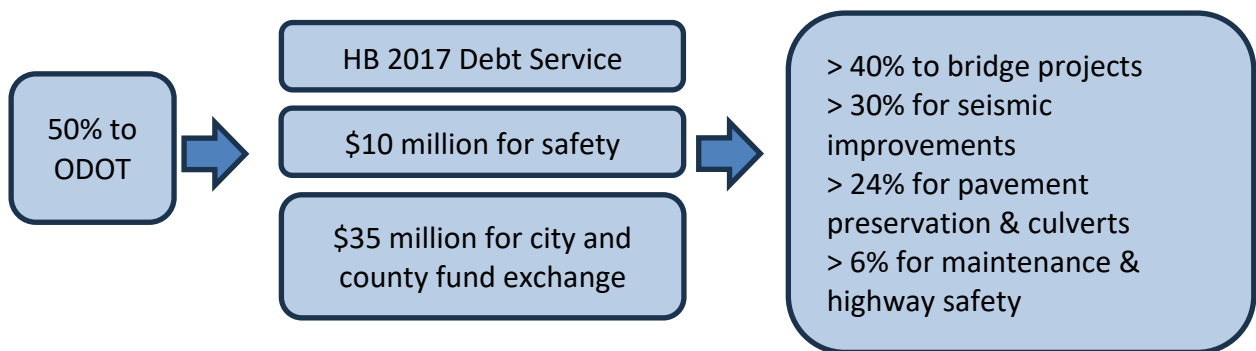 50% to
ODOT
HB 2017 Debt Service
$10 million for safety
$35 million for city and
county fund exchange
> 40% to bridge projects
> 30% for seismic
improvements
> 24% for pavement
preservation & culverts
> 6% for maintenance &
highway safety